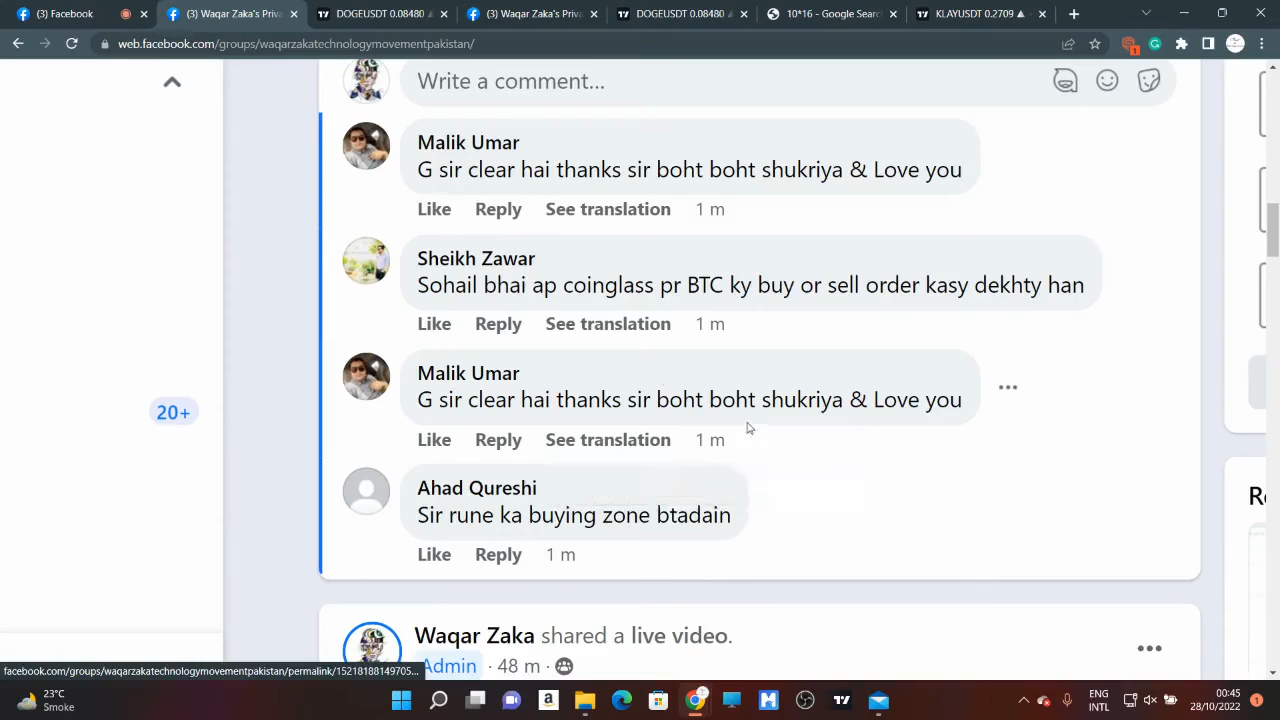 (3) Facebook
(3) Waqar Zaka's Priva
DOGEUSDT 0.08480
(3) Waqar Zaka's Priva
DOGEUSDT 0.08480
10*16 - Google Search
KLAYUSDT 0.2709
web.facebook.com/groups/waqarzakatechnologymovementpakistan/
Write a comment...
Malik Umar
G sir clear hai thanks sir boht boht shukriya & Love you
Like Reply See translation 1 m
Sheikh Zawar
Sohail bhai ap coinglass pr BTC ky buy or sell order kasy dekhty han
Like Reply See translation 1 m
Malik Umar
G sir clear hai thanks sir boht boht shukriya & Love you
Like Reply See translation 1 m
20+
Ahad Qureshi
Sir rune ka buying zone btadain
Like Reply 1 m
Waqar Zaka shared a live video.
Admin · 48 m ·
facebook.com/groups/waqarzakatechnologymovementpakistan/permalink/15218188149705...
23°C
Smoke
ENG
INTL
00:45
28/10/2022